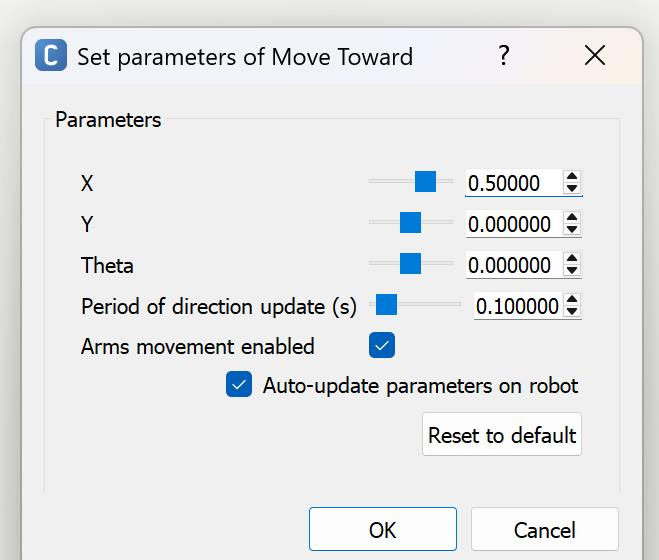 C Set parameters of Move Toward ?
Parameters
X 0.50000
Y 0.000000
Theta 0.000000
Period of direction update (s) 0.100000
Arms movement enabled
Auto-update parameters on robot
Reset to default
OK Cancel